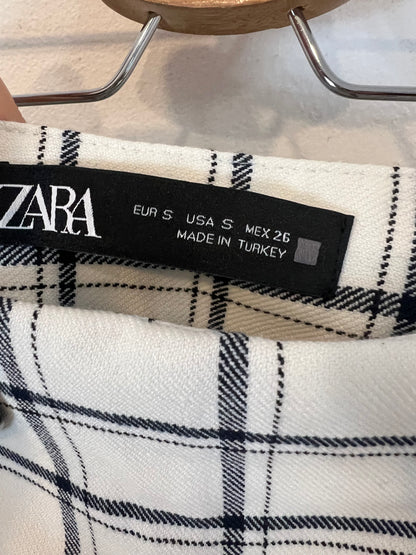 ZARA
EUR S USA S MEX 26
MADE IN TURKEY